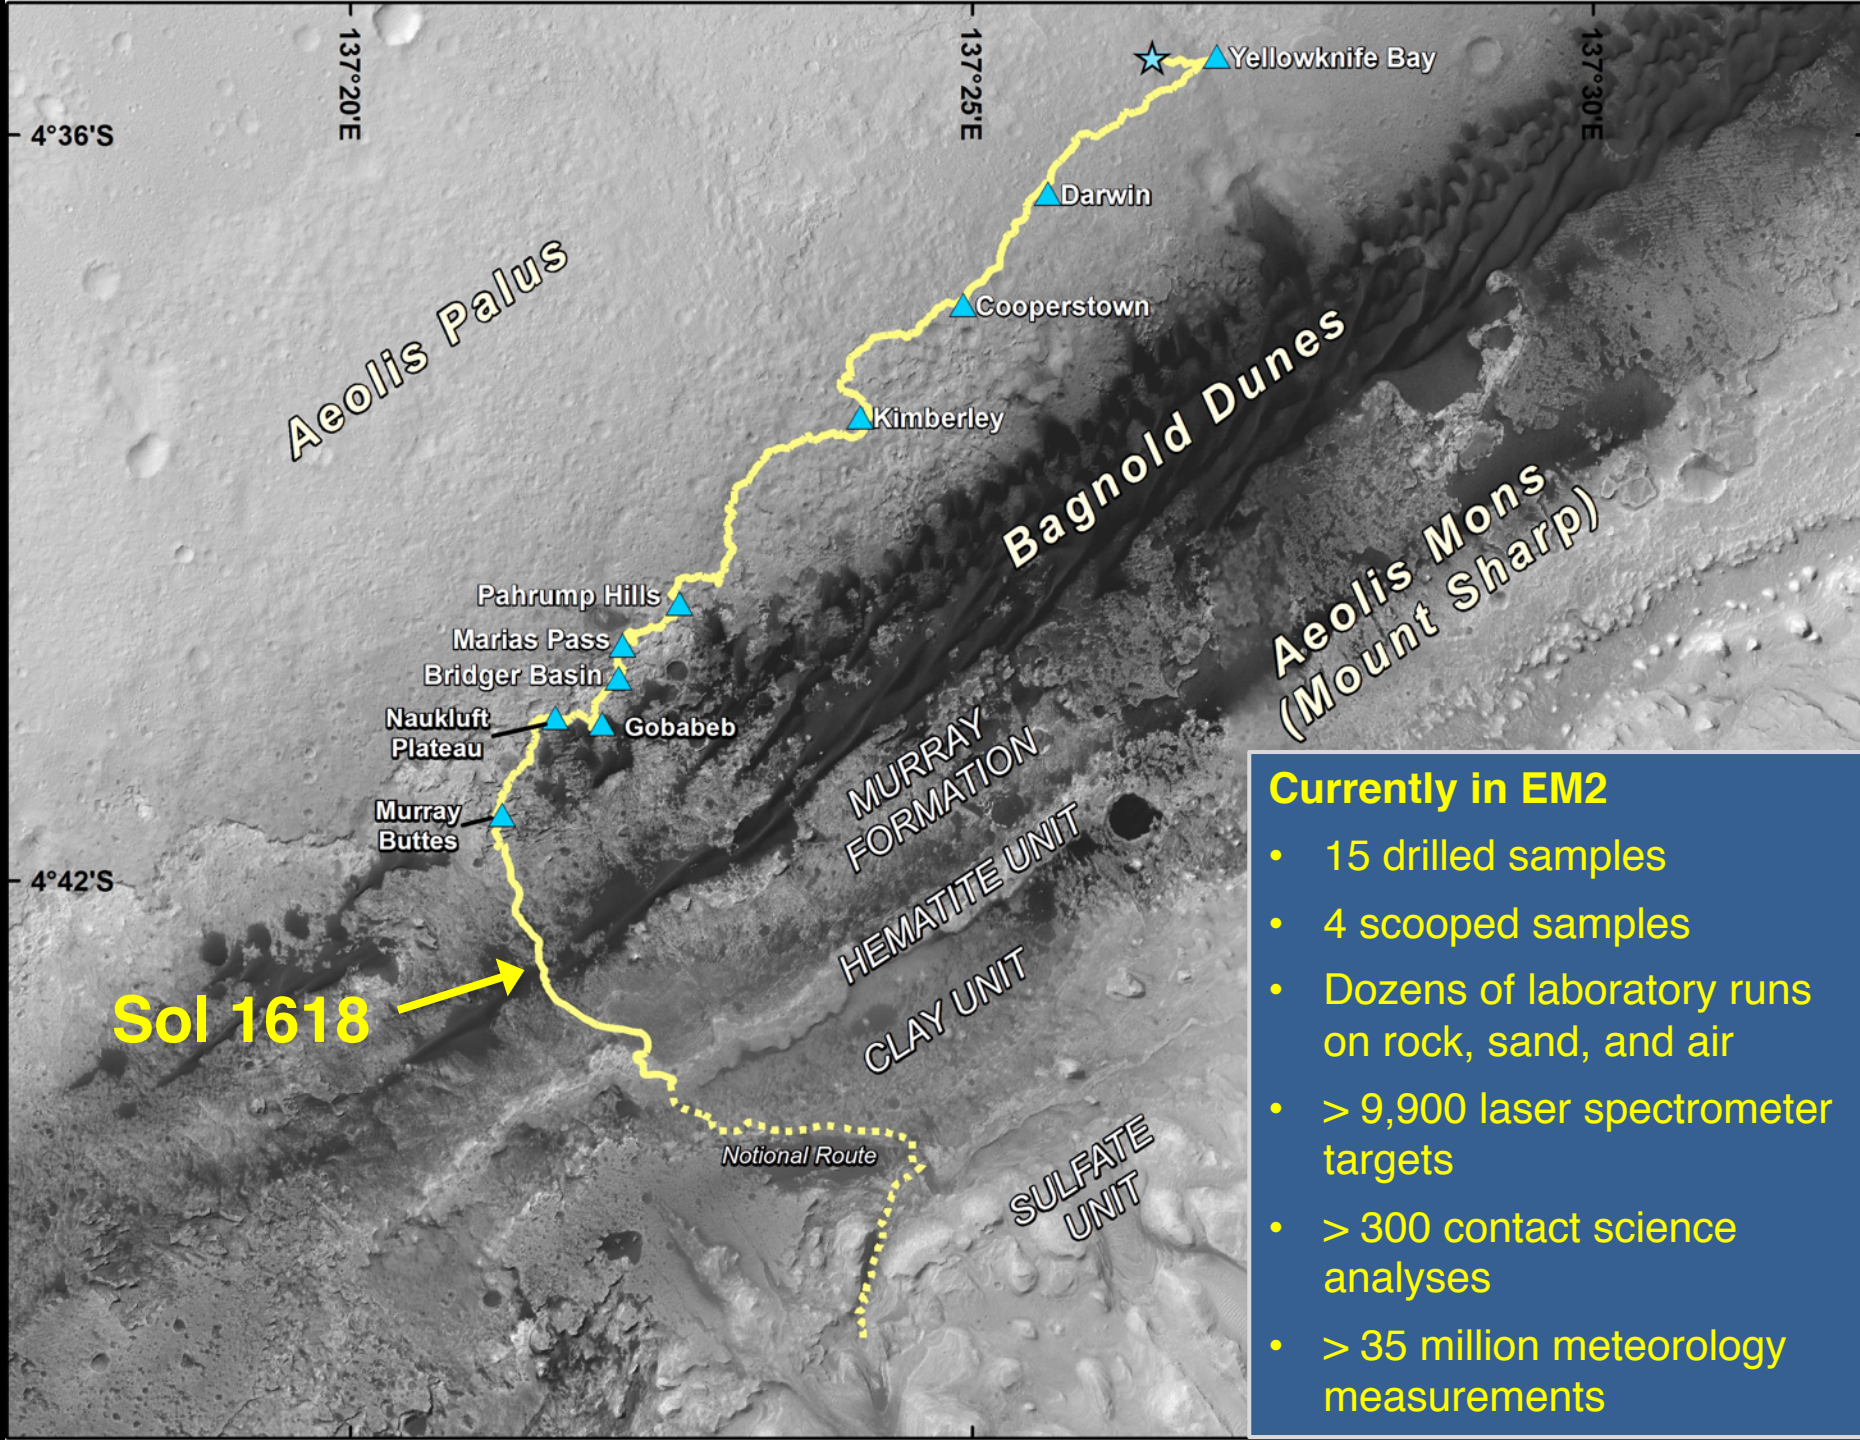 137°20'E
137°25'E
137°30'E
Yellowknife Bay
4°36'S
Darwin
Aeolis Palus
Cooperstown
Bagnold Dunes
Kimberley
Aeolis Mons
(Mount Sharp)
Pahrump Hills
Marias Pass
Bridger Basin
Naukluft
Plateau
Gobabeb
MURRAY
FORMATION
Murray
Buttes
HEMATITE UNIT
4°42'S
CLAY UNIT
Sol 1618
Notional Route
SULFATE
UNIT
Currently in EM2
• 15 drilled samples
• 4 scooped samples
• Dozens of laboratory runs
on rock, sand, and air
• > 9,900 laser spectrometer
targets
• > 300 contact science
analyses
• > 35 million meteorology
measurements